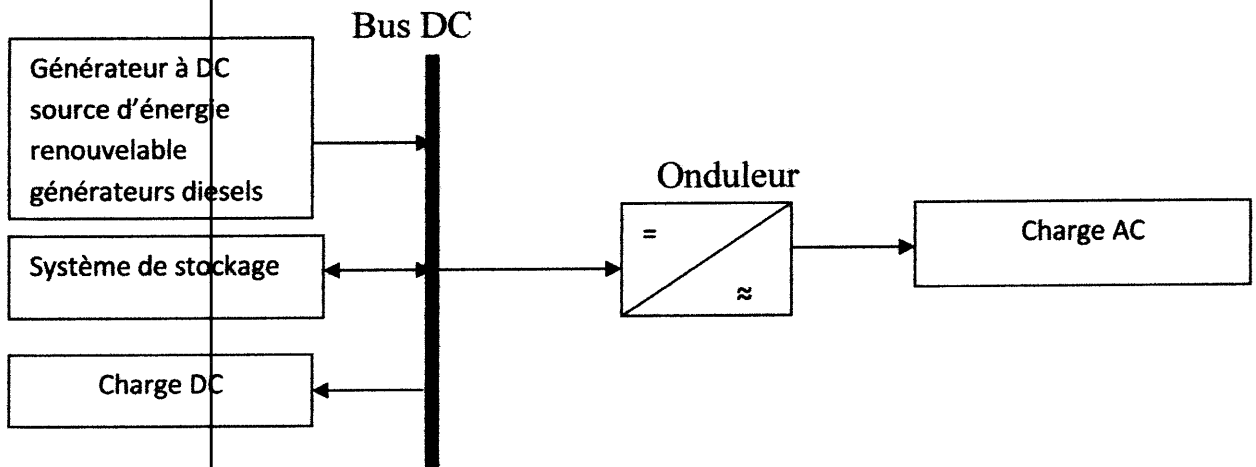 Bus DC
Générateur à DC
source d'énergie
renouvelable
générateurs diesels
Système de stockage
Charge DC
Onduleur
=
≈
Charge AC